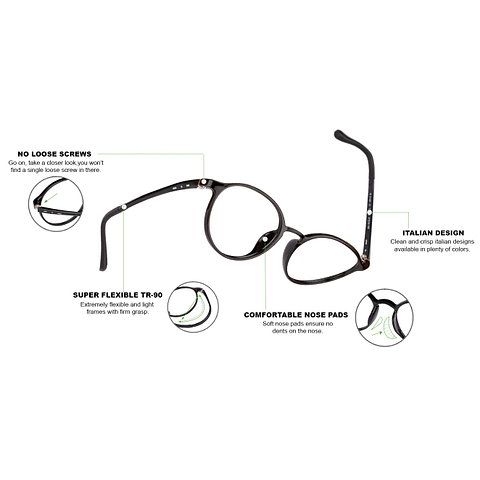 NO LOOSE SCREWS
Go on, take a closer look,you won't
find a single loose screw in there.
ITALIAN DESIGN
Clean and crisp italian designs
available in plenty of colors.
SUPER FLEXIBLE TR-90
Extremely flexible and light
frames with firm grasp.
COMFORTABLE NOSE PADS
Soft nose pads ensure no
dents on the nose.